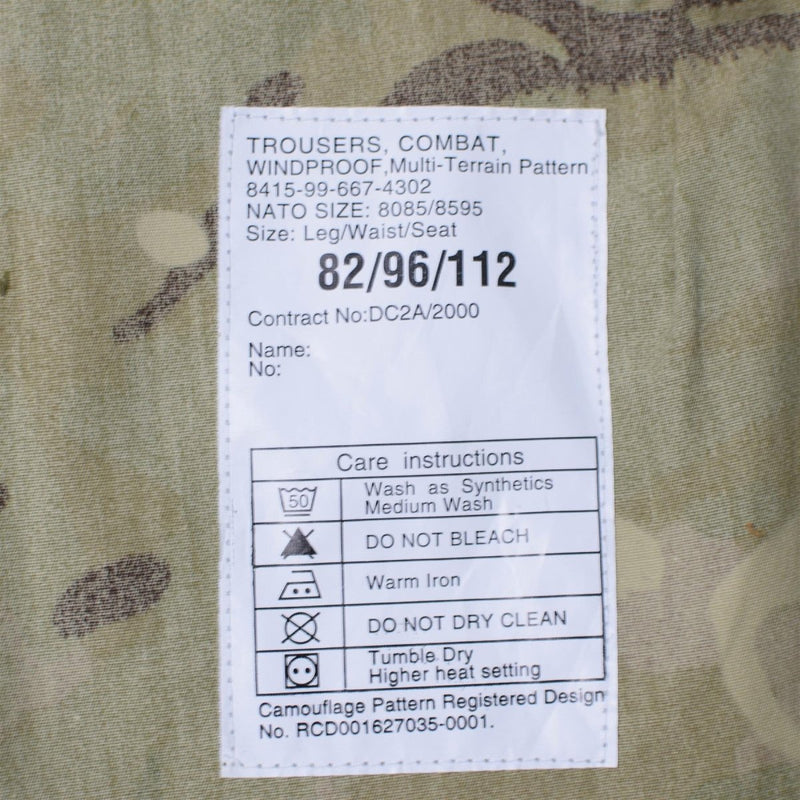 TROUSERS, COMBAT,
WINDPROOF,Multi-Terrain Pattern
8415-99-667-4302
NATO SIZE: 8085/8595
Size: Leg/Waist/Seat
82/96/112
Contract No:DC2A/2000
Name:
No:
Care instructions
50
Wash as Synthetics
Medium Wash
DO NOT BLEACH
Warm Iron
DO NOT DRY CLEAN
Tumble Dry
Higher heat setting
Camouflage Pattern Registered Design
No. RCD001627035-0001.